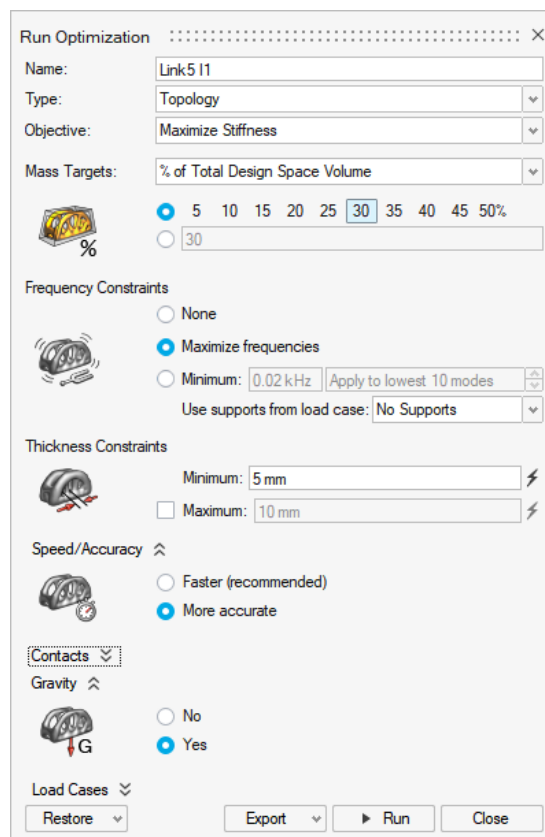 Run Optimization
Name: Link5 l1
Type: Topology
Objective: Maximize Stiffness
Mass Targets: % of Total Design Space Volume
5 10 15 20 25 30 35 40 45 50%
%
30
Frequency Constraints
None
Maximize frequencies
Minimum: 0.02 kHz Apply to lowest 10 modes
Use supports from load case: No Supports
Thickness Constraints
Minimum: 5 mm
Maximum: 10 mm
Speed/Accuracy
Faster (recommended)
More accurate
Contacts
Gravity
No
G
Yes
Load Cases
Restore Export Run Close